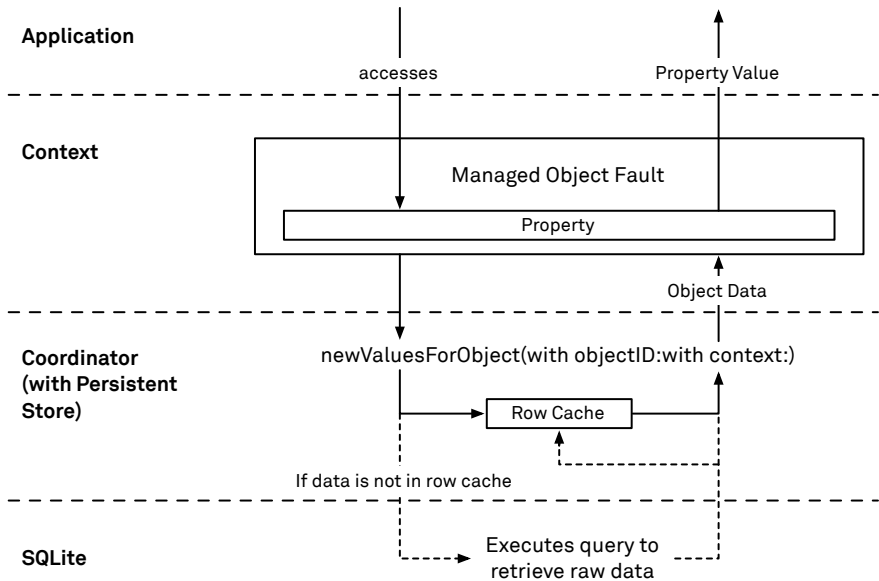 Application
accesses
Property Value
Context
Managed Object Fault
Property
Object Data
Coordinator
(with Persistent
Store)
newValuesForObject(with objectID:with context:)
Row Cache
If data is not in row cache
SQLite
Executes query to
retrieve raw data